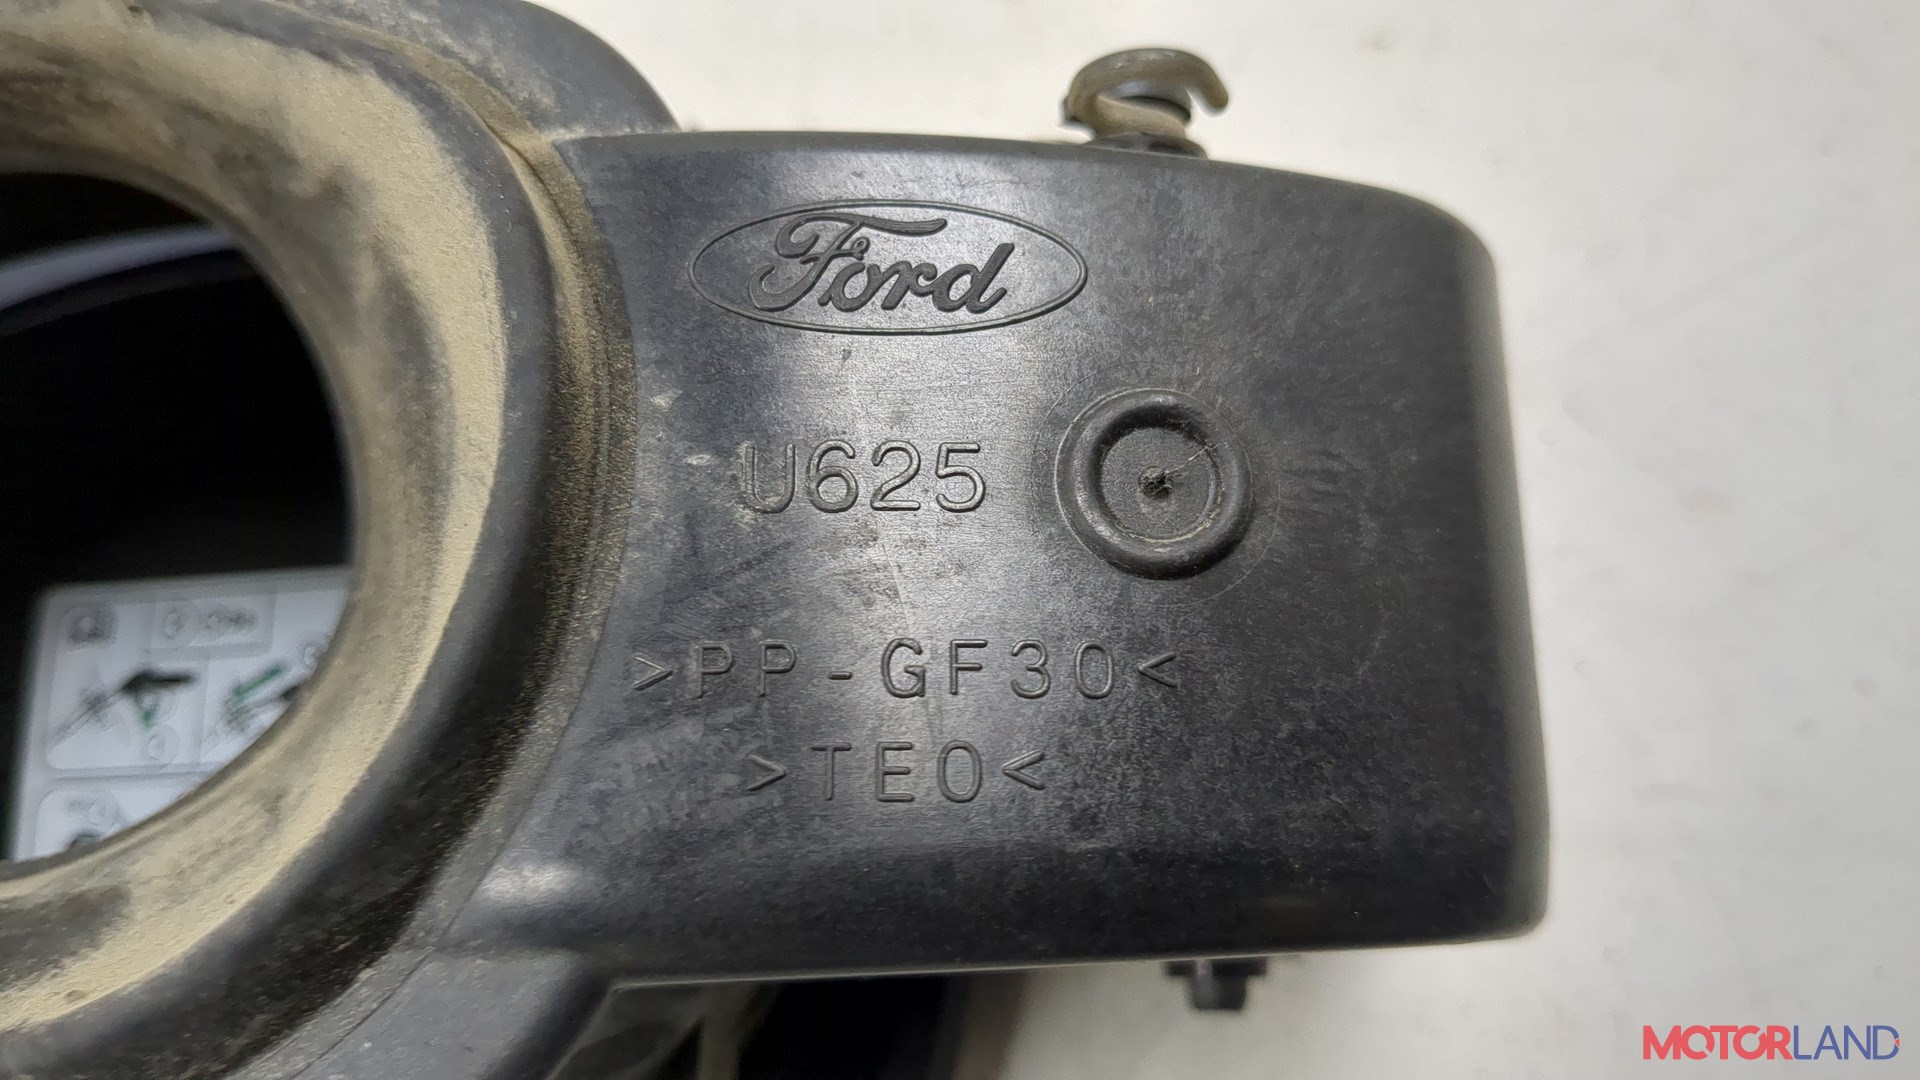 Ford
U625
>PP-GF30<
>TEO<
MOTORLAND